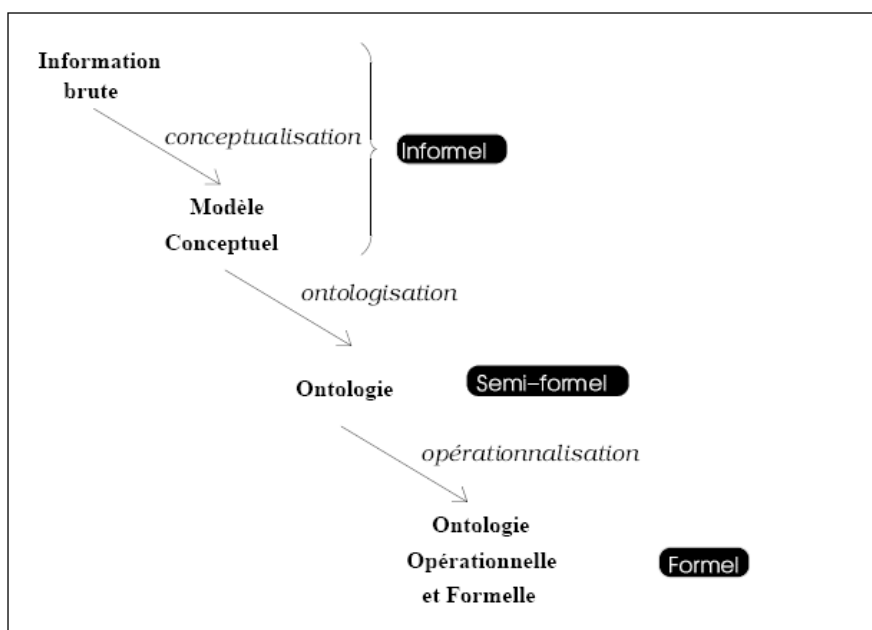 Information
brute
conceptualisation
Informel
Modèle
Conceptuel
ontologisation
Ontologie
Semi-formel
opérationnalisation
Ontologie
Opérationnelle
et Formelle
Formel